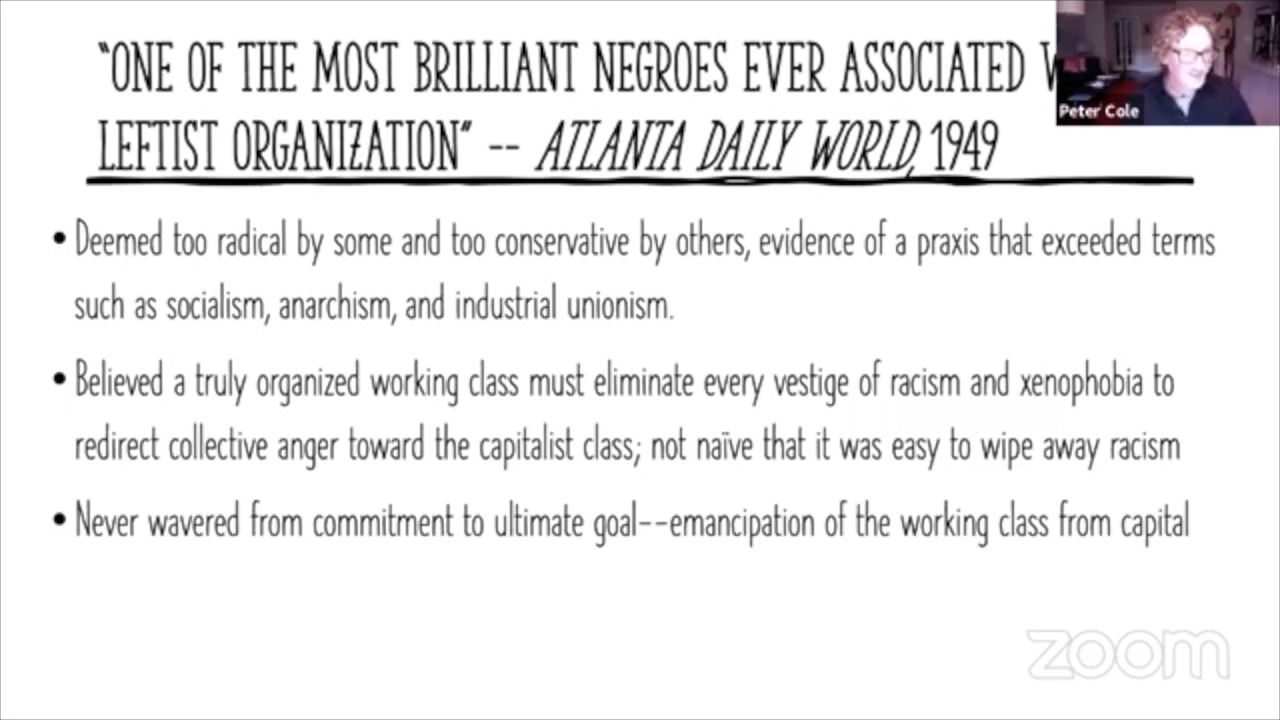 "ONE OF THE MOST BRILLIANT NEGROES EVER ASSOCIATED
LEFTIST ORGANIZATION" -- ATLANTA DAILY WORLD, 1949
Peter Cole
• Deemed too radical by some and too conservative by others, evidence of a praxis that exceeded terms
such as socialism, anarchism, and industrial unionism.
• Believed a truly organized working class must eliminate every vestige of racism and xenophobia to
redirect collective anger toward the capitalist class; not naïve that it was easy to wipe away racism
• Never wavered from commitment to ultimate goal--emancipation of the working class from capital
zoom